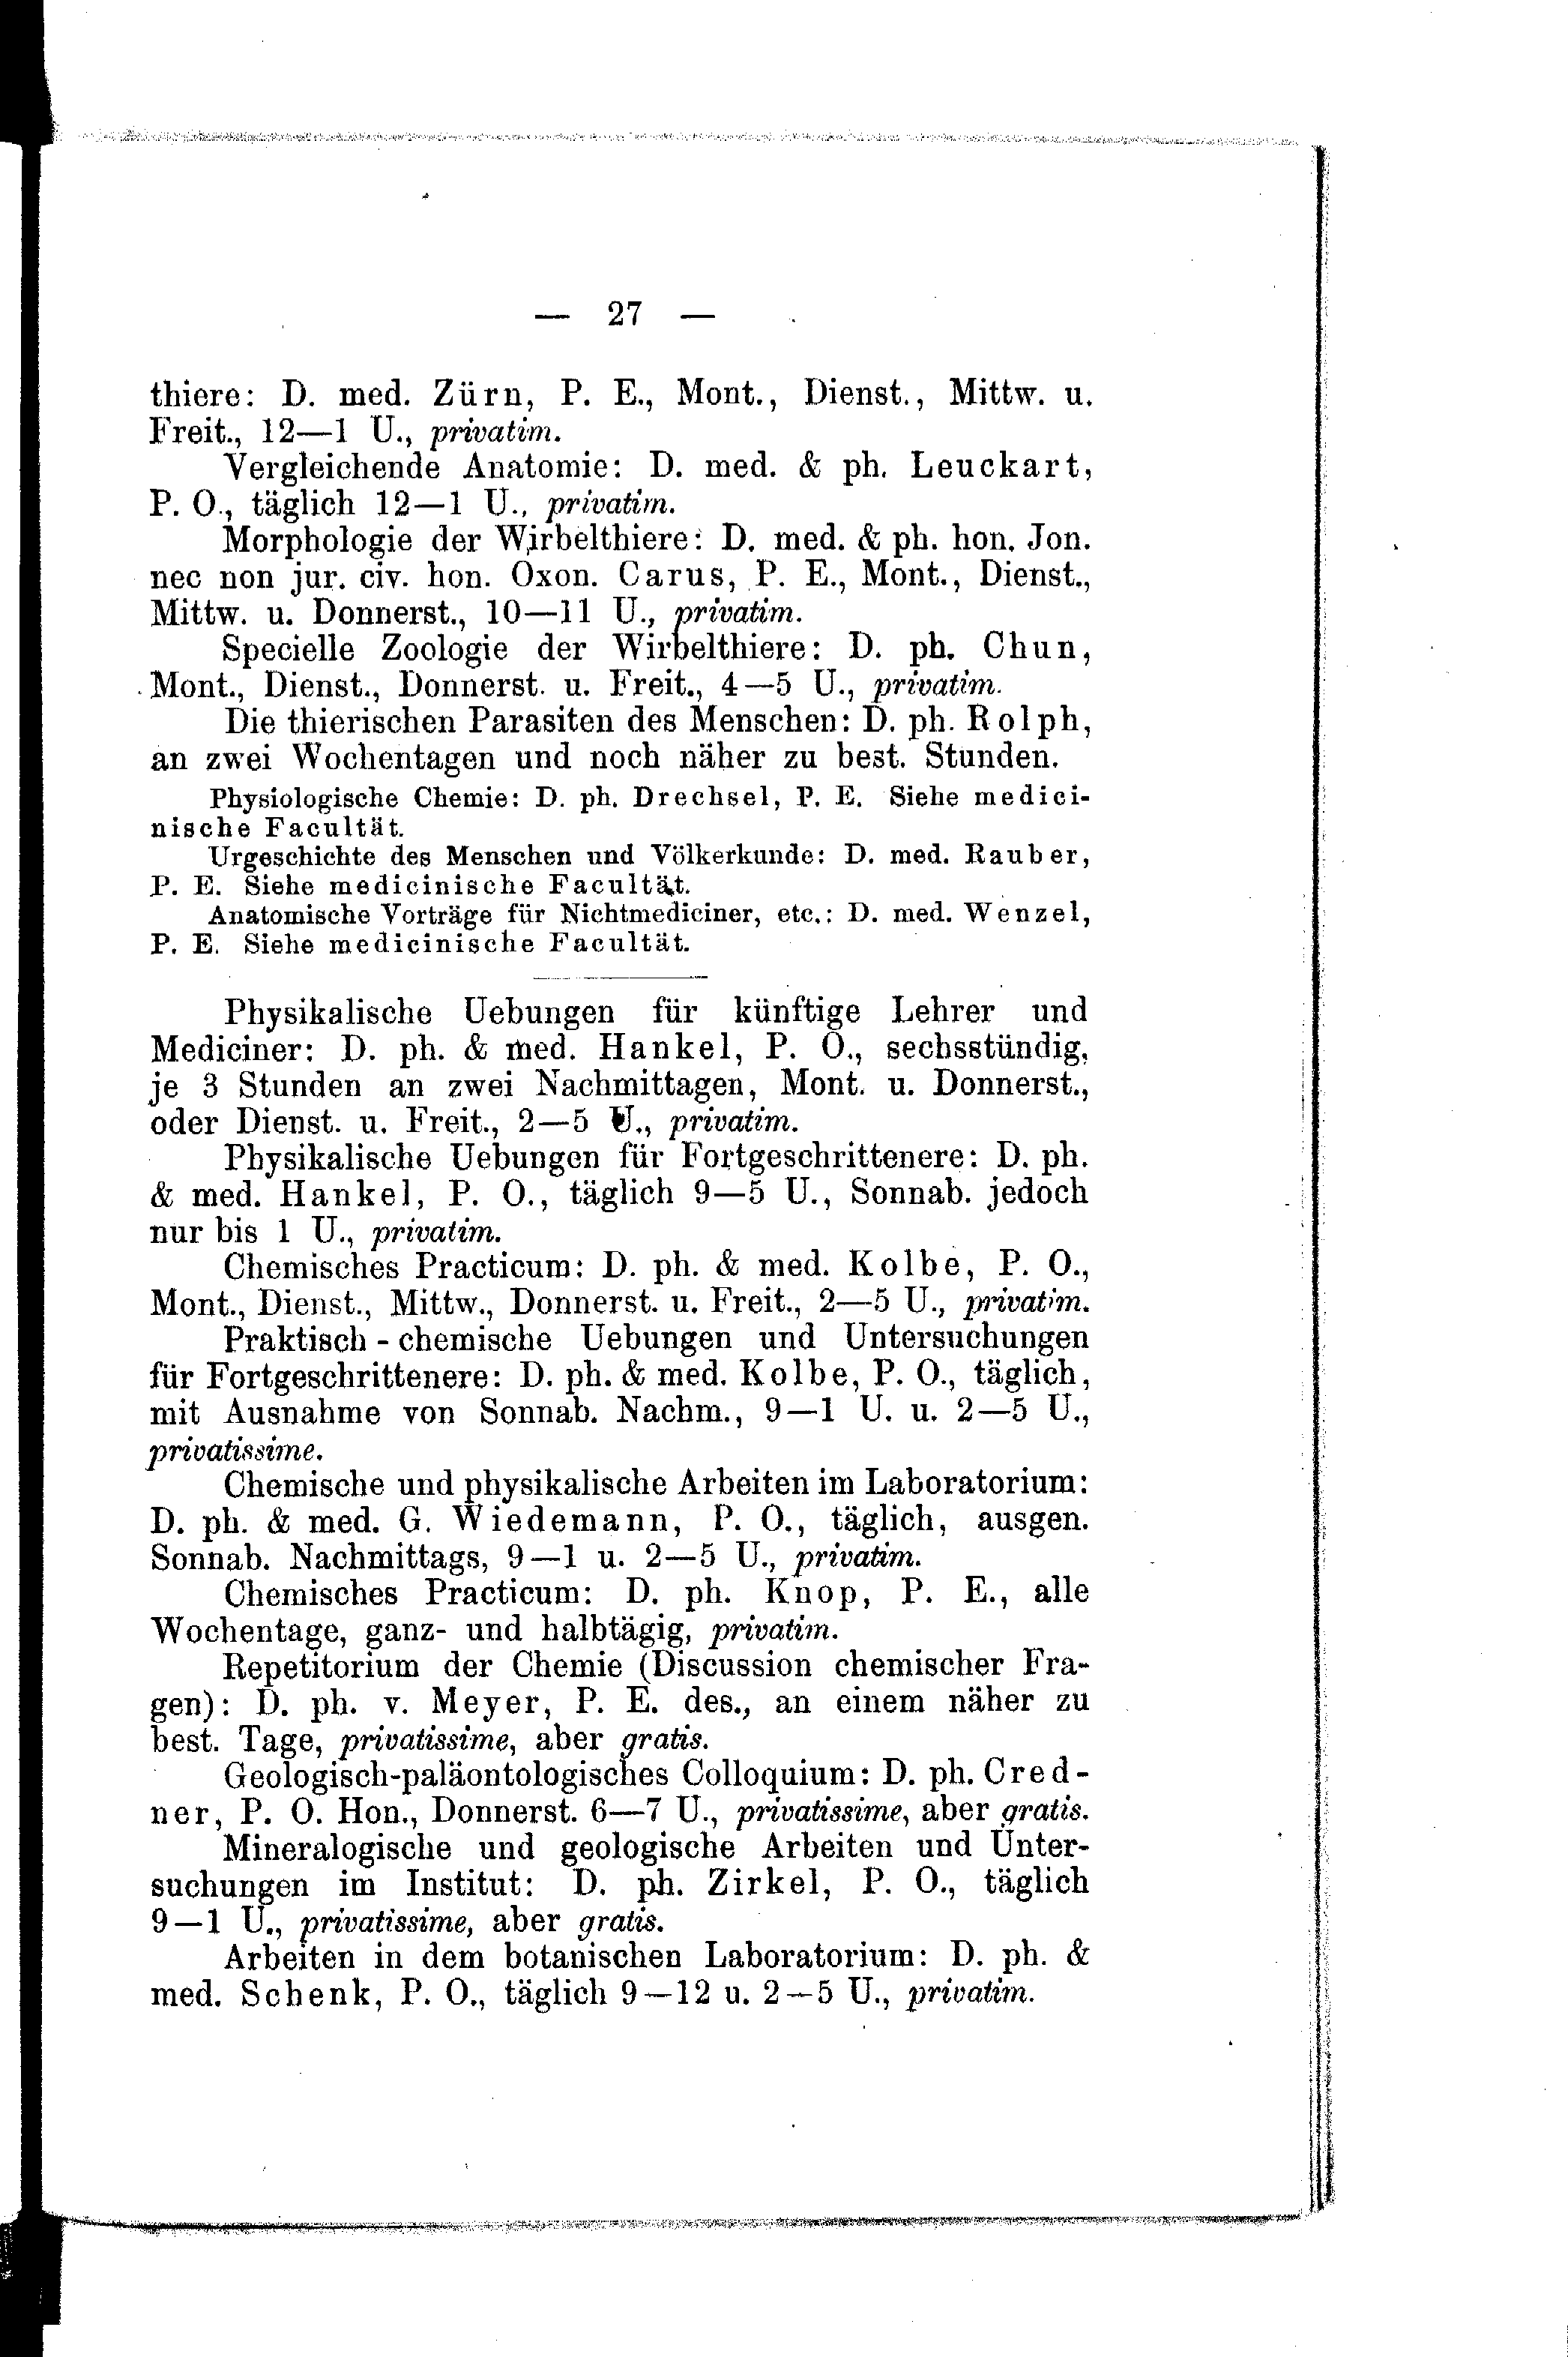 — 27 —
thiere: D. med. Zürn, P. E., Mont., Dienst., Mittw. u.
Freit., 12—1 U., privatim.
Vergleichende Anatomie: D. med. & ph. Leuckart,
P. O., täglich 12—1 U., privatim.
Morphologie der Wirbelthiere: D. med. & ph. hon. Jen.
nec non jur. civ. hon. Oxon. Carus, P. E., Mont., Dienst.,
Mittw. u. Donnerst., 10—11 U., privatim.
Specielle Zoologie der Wirbelthiere: D. ph. Chun,
Mont., Dienst., Donnerst. u. Freit., 4—5 U., privatim.
Die thierischen Parasiten des Menschen: D. ph. Rolph,
an zwei Wochentagen und noch näher zu best. Stunden.
Physiologische Chemie: D. ph. Drechsel, P. E. Siehe medici-
nische Facultät.
Urgeschichte des Menschen und Völkerkunde: D. med. Rauber,
P. E. Siehe medicinische Facultät.
Anatomische Vorträge für Nichtmediciner, etc.: D. med. Wenzel,
P. E. Siehe medicinische Facultät.
Physikalische Uebungen für künftige Lehrer und
Mediciner: D. ph. & med. Hankel, P. O., sechsstündig,
je 3 Stunden an zwei Nachmittagen, Mont. u. Donnerst.,
oder Dienst. u. Freit., 2—5 U., privatim.
Physikalische Uebungen für Fortgeschrittenere: D. ph.
& med. Hankel, P. O., täglich 9—5 U., Sonnab. jedoch
nur bis 1 U., privatim.
Chemisches Practicum: D. ph. & med. Kolbe, P. O.,
Mont., Dienst., Mittw., Donnerst. u. Freit., 2—5 U., privatim.
Praktisch-chemische Uebungen und Untersuchungen
für Fortgeschrittenere: D. ph. & med. Kolbe, P. O., täglich,
mit Ausnahme von Sonnab. Nachm., 9—1 U. u. 2—5 U.,
privatissime.
Chemische und physikalische Arbeiten im Laboratorium:
D. ph. & med. G. Wiedemann, P. O., täglich, ausgen.
Sonnab. Nachmittags, 9—1 u. 2—5 U., privatim.
Chemisches Practicum: D. ph. Knop, P. E., alle
Wochentage, ganz- und halbtägig, privatim.
Repetitorium der Chemie (Discussion chemischer Fra-
gen): D. ph. v. Meyer, P. E. des., an einem näher zu
best. Tage, privatissime, aber gratis.
Geologisch-paläontologisches Colloquium: D. ph. Cred-
ner, P. O. Hon., Donnerst. 6—7 U., privatissime, aber gratis.
Mineralogische und geologische Arbeiten und Unter-
suchungen im Institut: D. ph. Zirkel, P. O., täglich
9—1 U., privatissime, aber gratis.
Arbeiten in dem botanischen Laboratorium: D. ph. &
med. Schenk, P. O., täglich 9—12 u. 2—5 U., privatim.